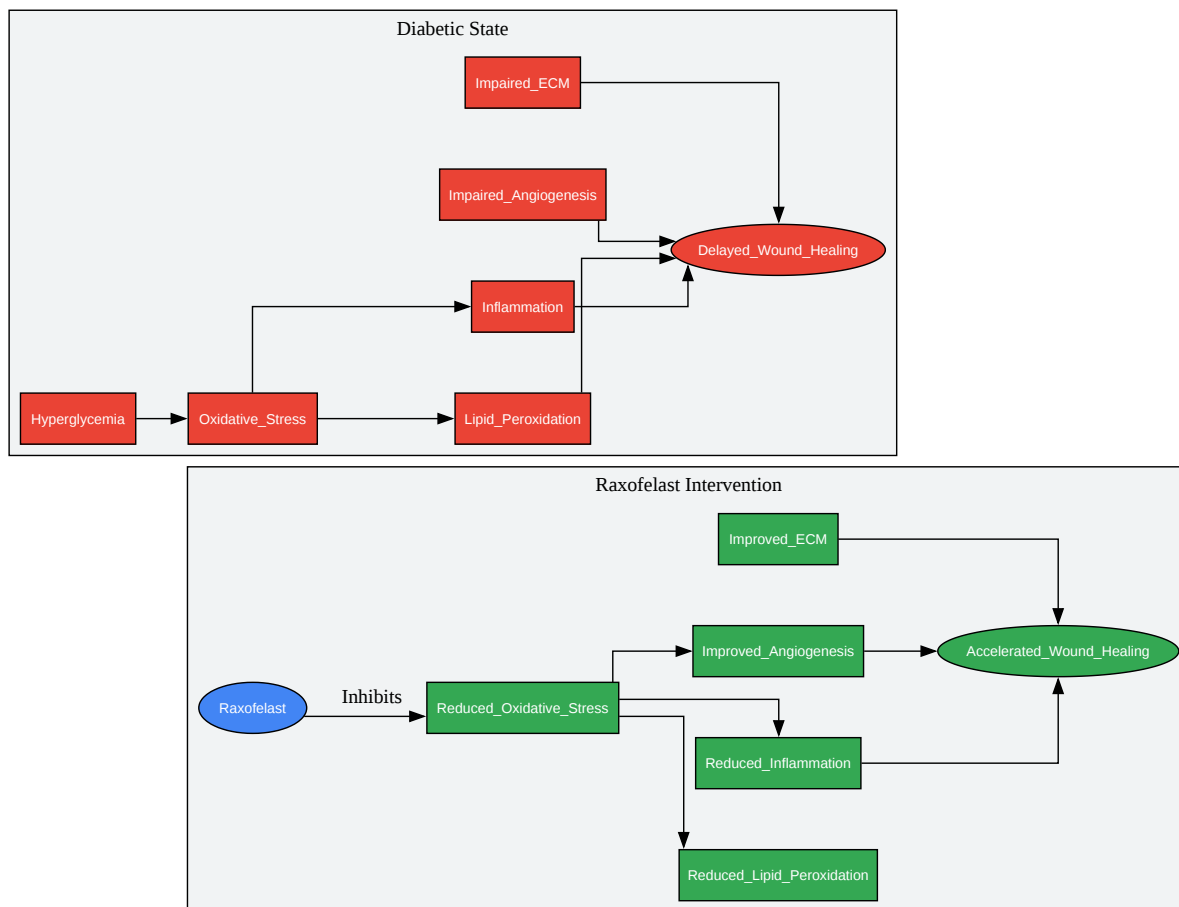 Diabetic State
Impaired_ECM
Impaired_Angiogenesis
Delayed_Wound_Healing
Inflammation
Hyperglycemia
Oxidative_Stress
Lipid_Peroxidation
Raxofelast Intervention
Improved_ECM
Improved_Angiogenesis
Accelerated_Wound_Healing
Raxofelast
Inhibits
Reduced_Oxidative_Stress
Reduced_Inflammation
Reduced_Lipid_Peroxidation